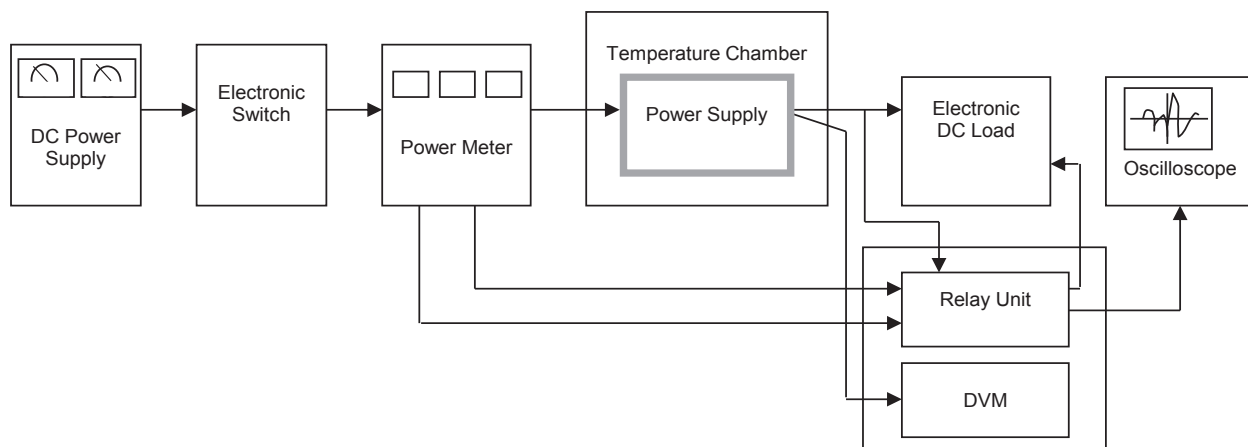 DC Power
Supply
Electronic
Switch
Power Meter
Temperature Chamber
Power Supply
Electronic
DC Load
Oscilloscope
Relay Unit
DVM